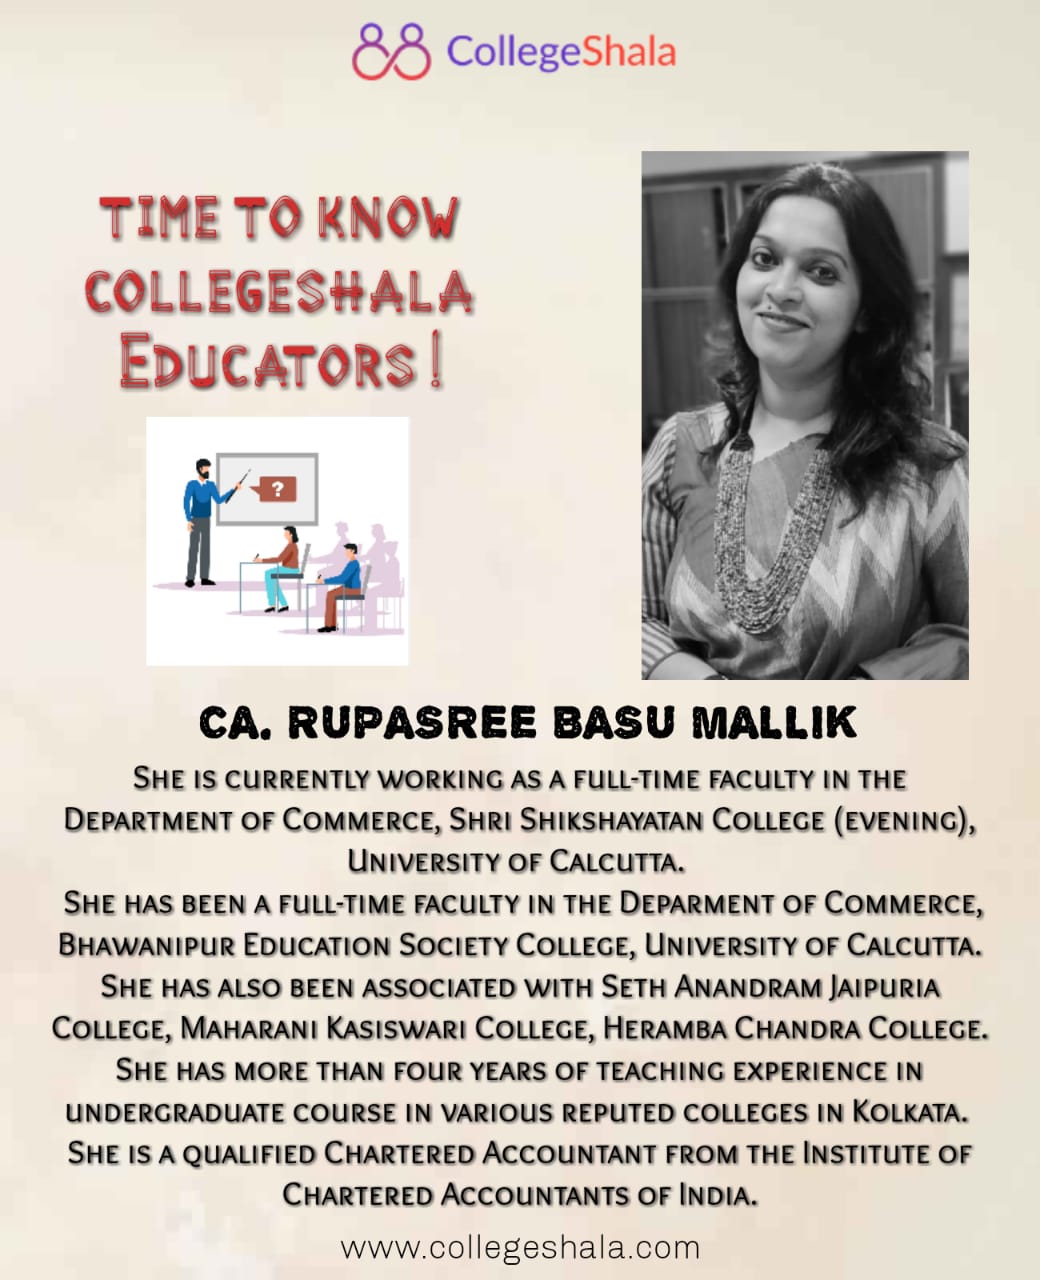 CollegeShala
TIME TO KNOW
COLLEGESHALA
EDUCATORS!
?
CA. RUPASREE BASU MALLIK
SHE IS CURRENTLY WORKING AS A FULL-TIME FACULTY IN THE
DEPARTMENT OF COMMERCE, SHRI SHIKSHAYATAN COLLEGE (EVENING),
UNIVERSITY OF CALCUTTA.
SHE HAS BEEN A FULL-TIME FACULTY IN THE DEPARMENT OF COMMERCE,
BHAWANIPUR EDUCATION SOCIETY COLLEGE, UNIVERSITY OF CALCUTTA.
SHE HAS ALSO BEEN ASSOCIATED WITH SETH ANANDRAM JAIPURIA
COLLEGE, MAHARANI KASISWARI COLLEGE, HERAMBA CHANDRA COLLEGE.
SHE HAS MORE THAN FOUR YEARS OF TEACHING EXPERIENCE IN
UNDERGRADUATE COURSE IN VARIOUS REPUTED COLLEGES IN KOLKATA.
SHE IS A QUALIFIED CHARTERED ACCOUNTANT FROM THE INSTITUTE OF
CHARTERED ACCOUNTANTS OF INDIA.
www.collegeshala.com